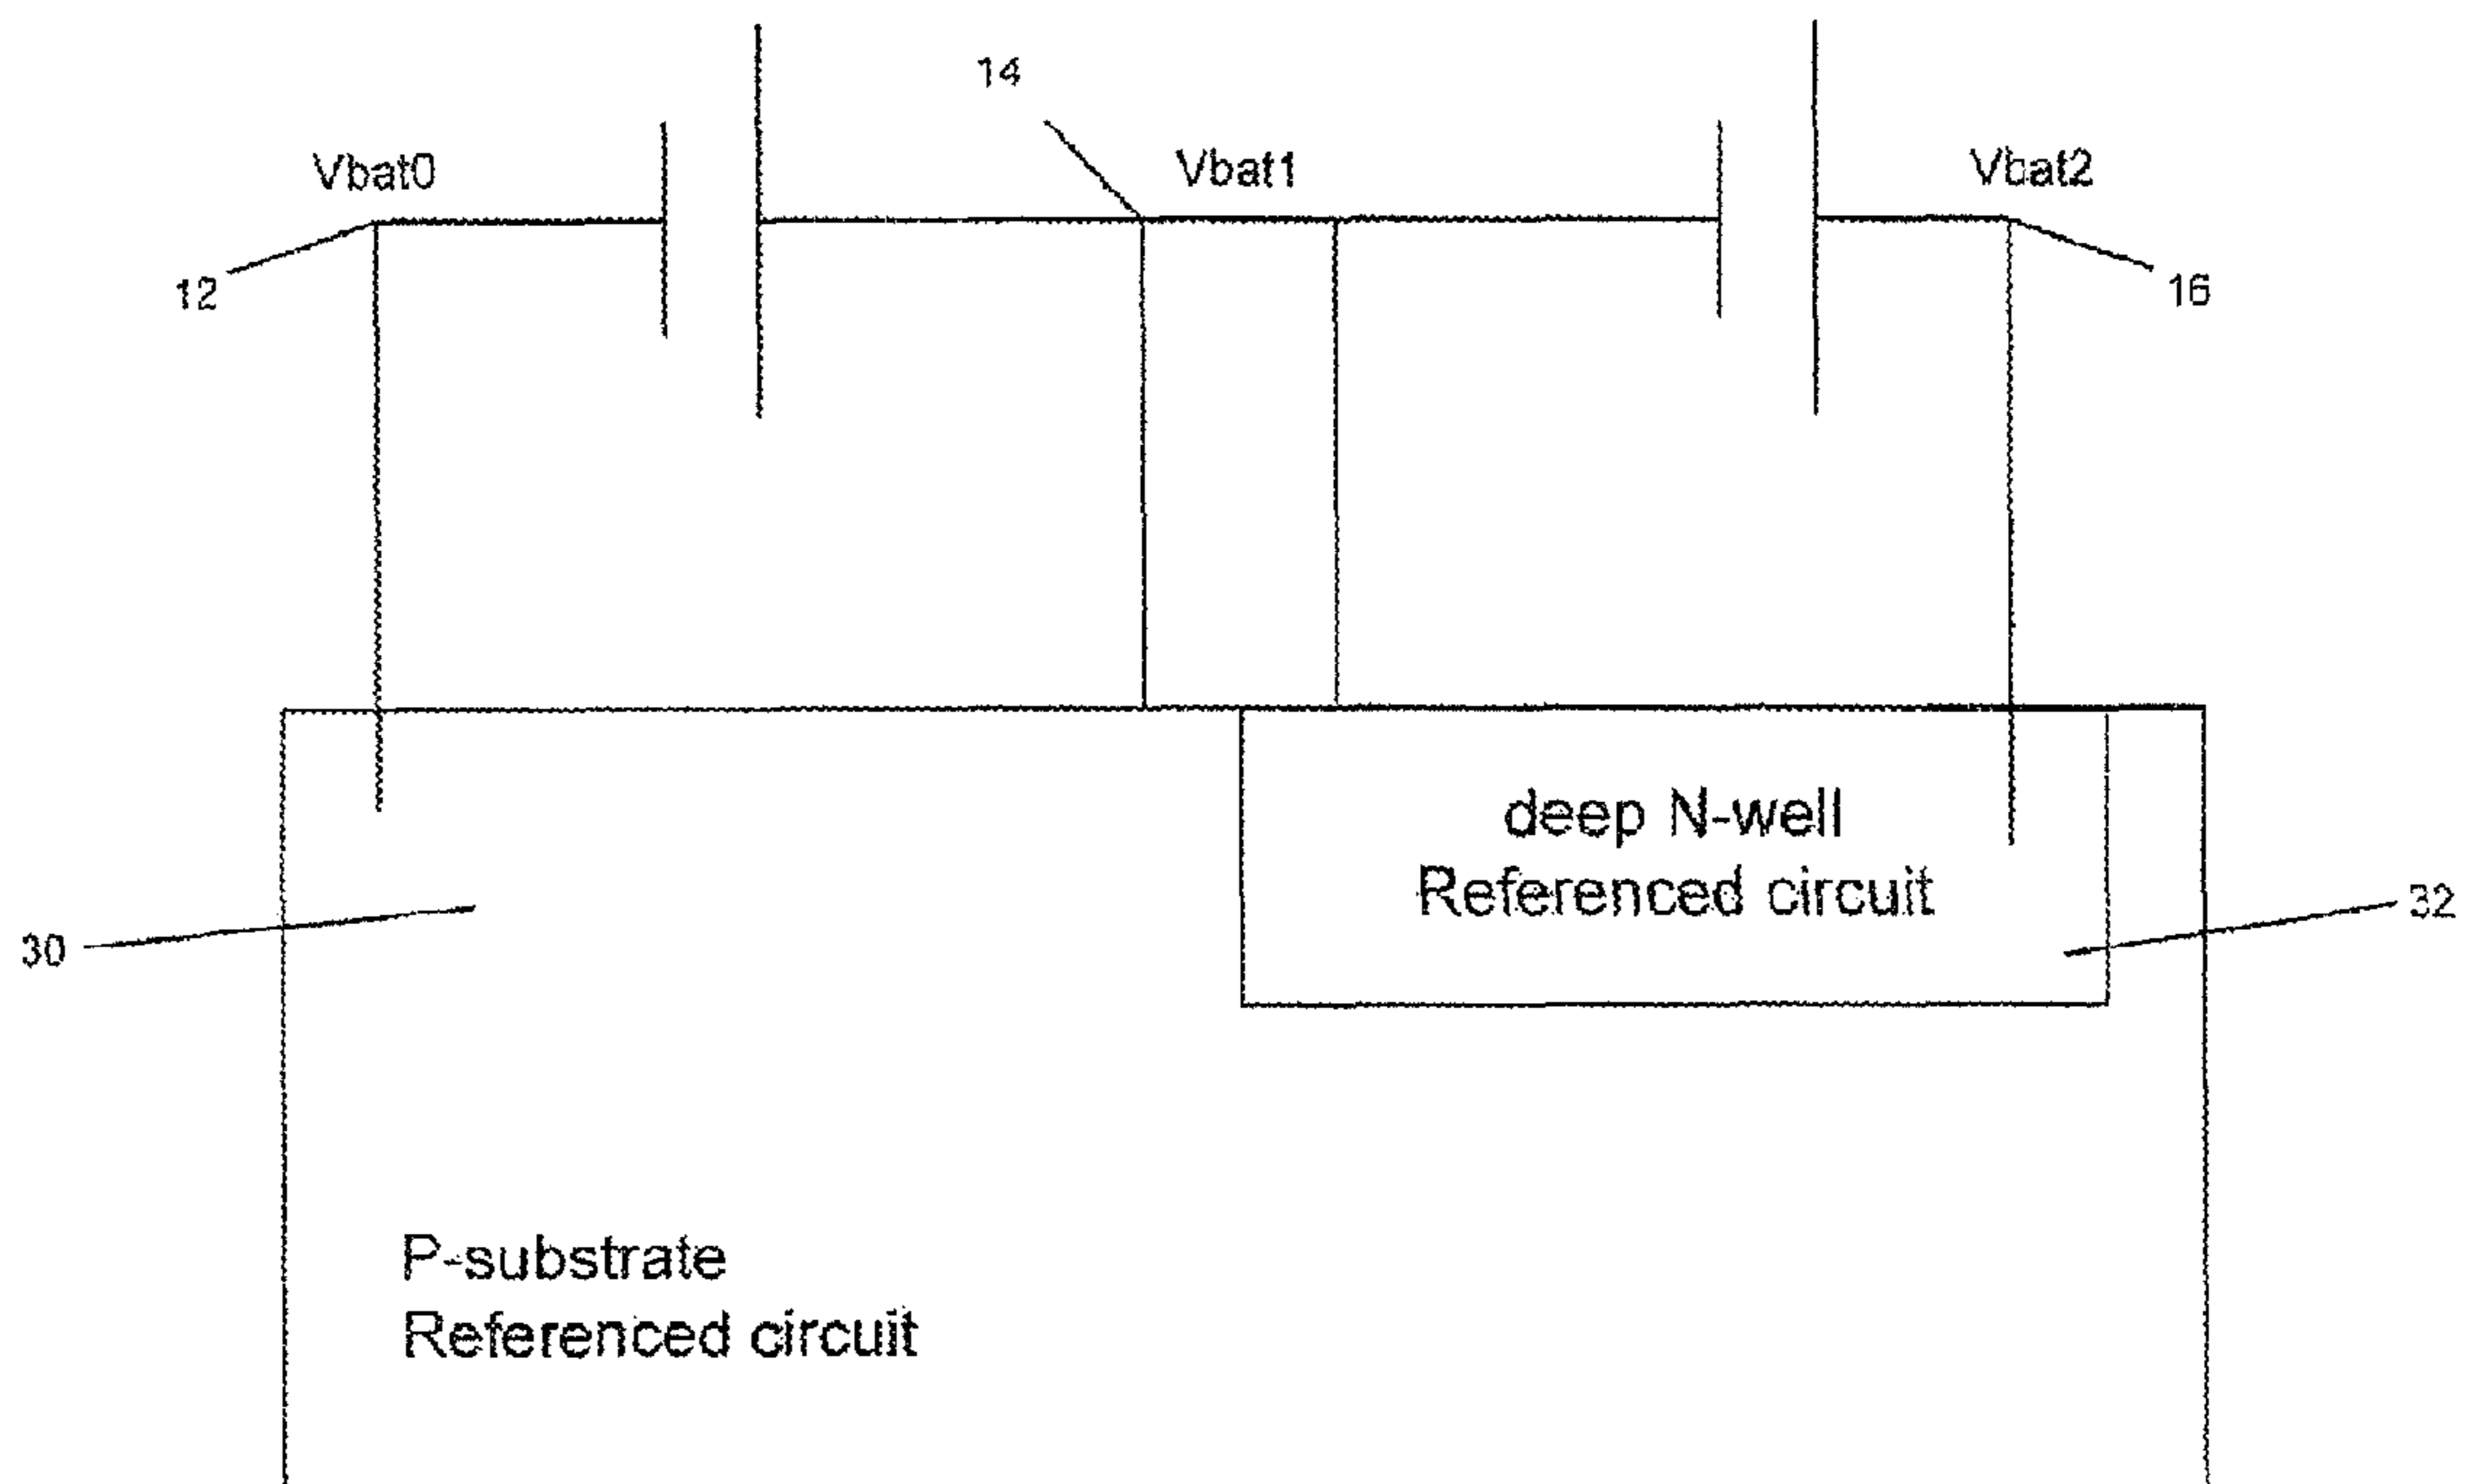 14
Vbat0
Vbat1
Vbat2
12
16
deep N-well
Referenced circuit
32
30
P-substrate
Referenced circuit